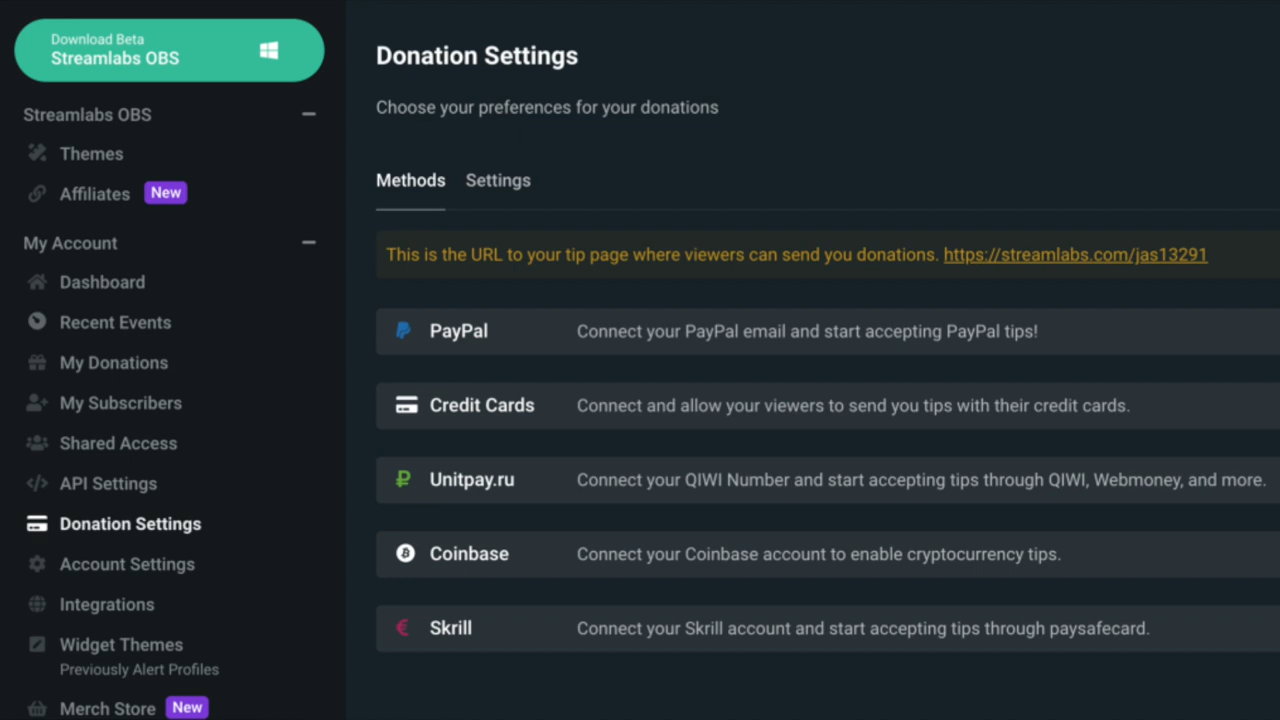 Download Beta
Streamlabs OBS
Streamlabs OBS
Themes
Affiliates New
My Account
Dashboard
Recent Events
My Donations
My Subscribers
Shared Access
API Settings
Donation Settings
Account Settings
Integrations
Widget Themes
Previously Alert Profiles
Merch Store New
Donation Settings
Choose your preferences for your donations
Methods Settings
This is the URL to your tip page where viewers can send you donations. https://streamlabs.com/jas13291
PayPal Connect your PayPal email and start accepting PayPal tips!
Credit Cards Connect and allow your viewers to send you tips with their credit cards.
Unitpay.ru Connect your QIWI Number and start accepting tips through QIWI, Webmoney, and more.
Coinbase Connect your Coinbase account to enable cryptocurrency tips.
Skrill Connect your Skrill account and start accepting tips through paysafecard.